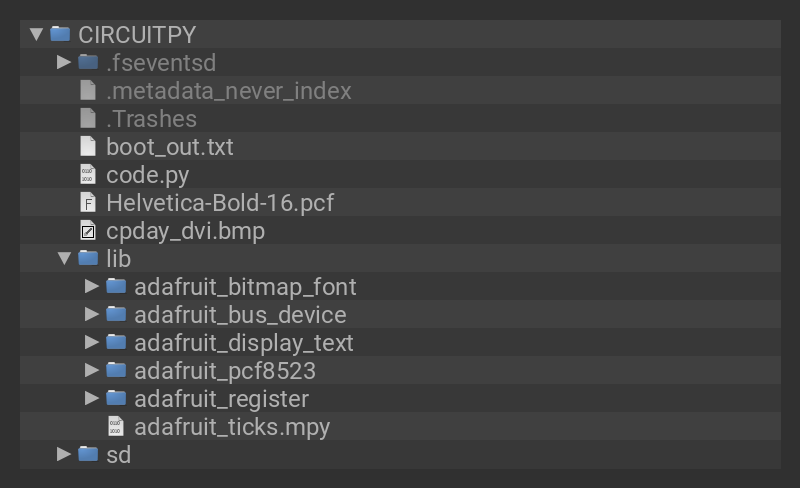 CIRCUITPY
.fseventsd
.metadata_never_index
.Trashes
boot_out.txt
code.py
Helvetica-Bold-16.pcf
cpday_dvi.bmp
lib
adafruit_bitmap_font
adafruit_bus_device
adafruit_display_text
adafruit_pcf8523
adafruit_register
adafruit_ticks.mpy
sd